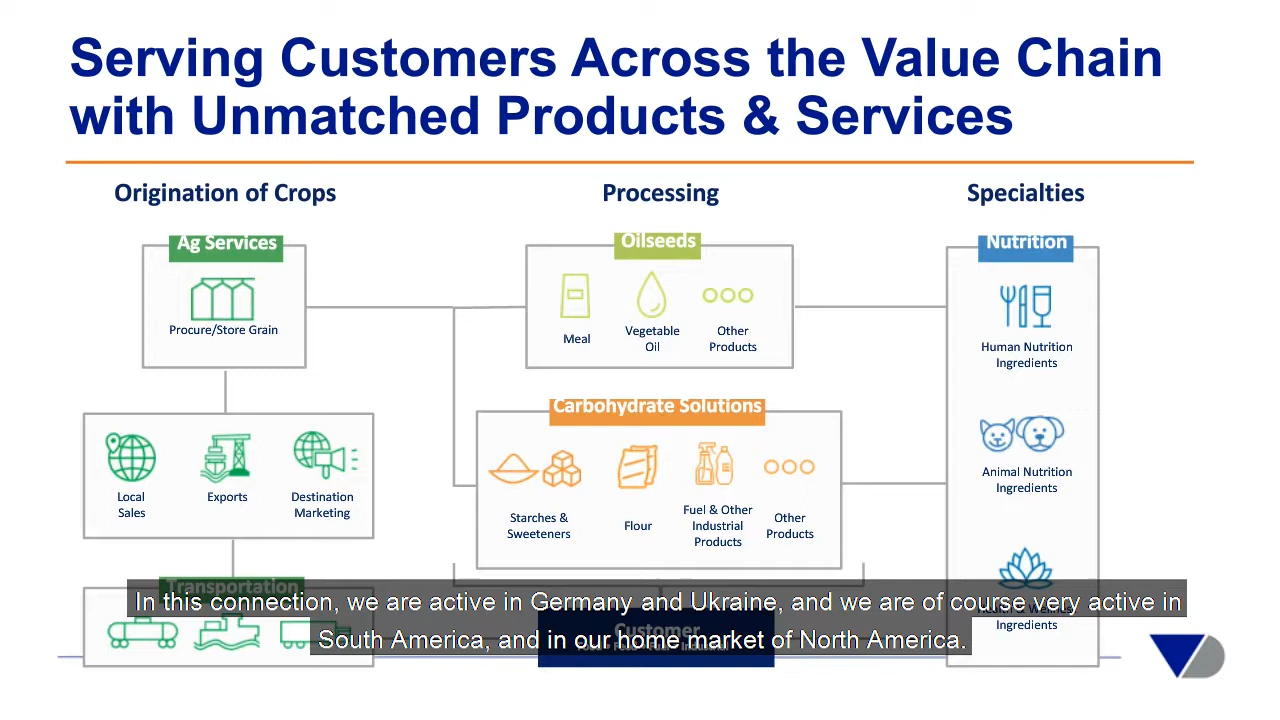 Serving Customers Across the Value Chain
with Unmatched Products & Services
Origination of Crops
Processing
Specialties
Ag Services
Procure/Store Grain
Local
Sales
Exports
Destination
Marketing
Transportation
Oilseeds
Meal
Vegetable
Oil
Other
Products
Carbohydrate Solutions
Starches &
Sweeteners
Flour
Fuel & Other
Industrial
Products
Other
Products
Customer
Nutrition
Human Nutrition
Ingredients
Animal Nutrition
Ingredients
Health & Wellness
Ingredients
In this connection, we are active in Germany and Ukraine, and we are of course very active in
South America, and in our home market of North America.